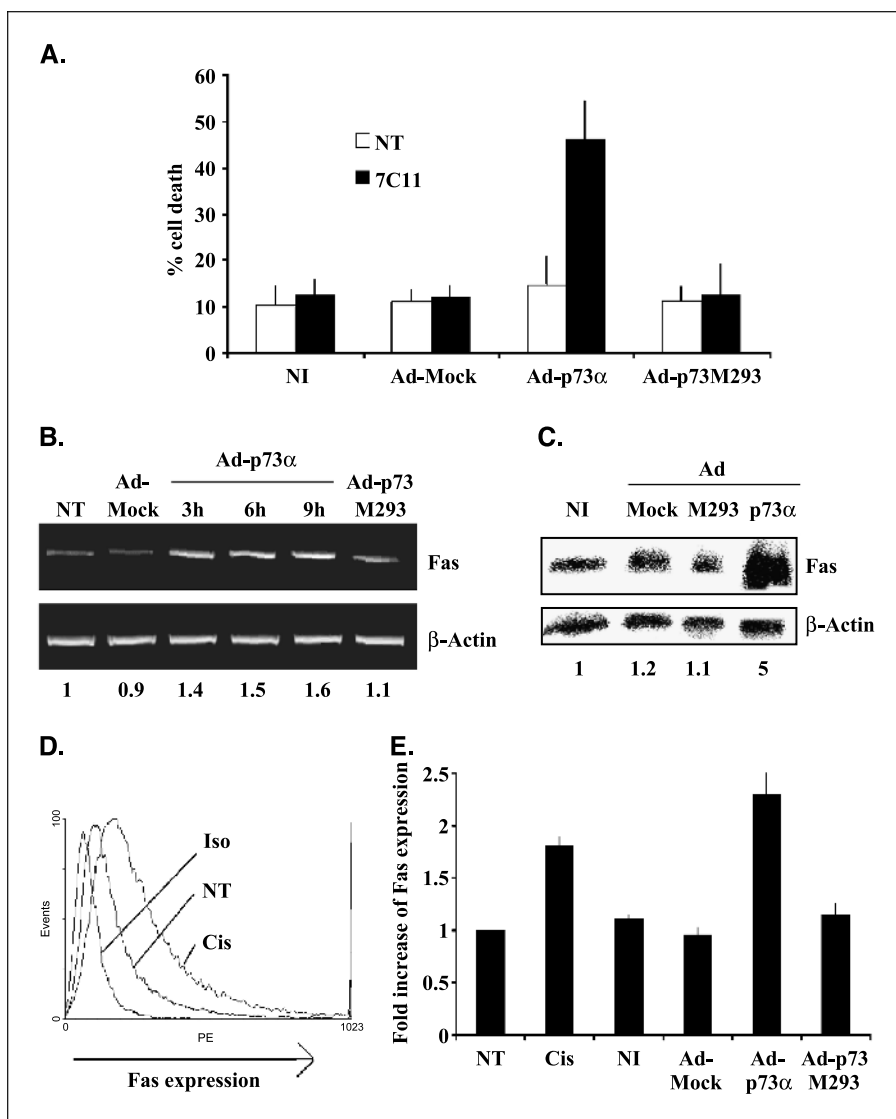 A.
60
50
40
30
20
10
0
% cell death
NT
7C11
NI Ad-Mock Ad-p73α Ad-p73M293
B.
Ad-p73α
Ad- Ad-p73
NT Mock 3h 6h 9h M293
Fas
β-Actin
1 0.9 1.4 1.5 1.6 1.1
C.
Ad
NI Mock M293 p73α
Fas
β-Actin
1 1.2 1.1 5
D.
100
Events
0
Iso
NT
Cis
0 PE 1023
Fas expression
E.
Fold increase of Fas expression
2.5
2
1.5
1
0.5
0
NT Cis NI Ad- Ad- Ad-p73
Mock p73α M293